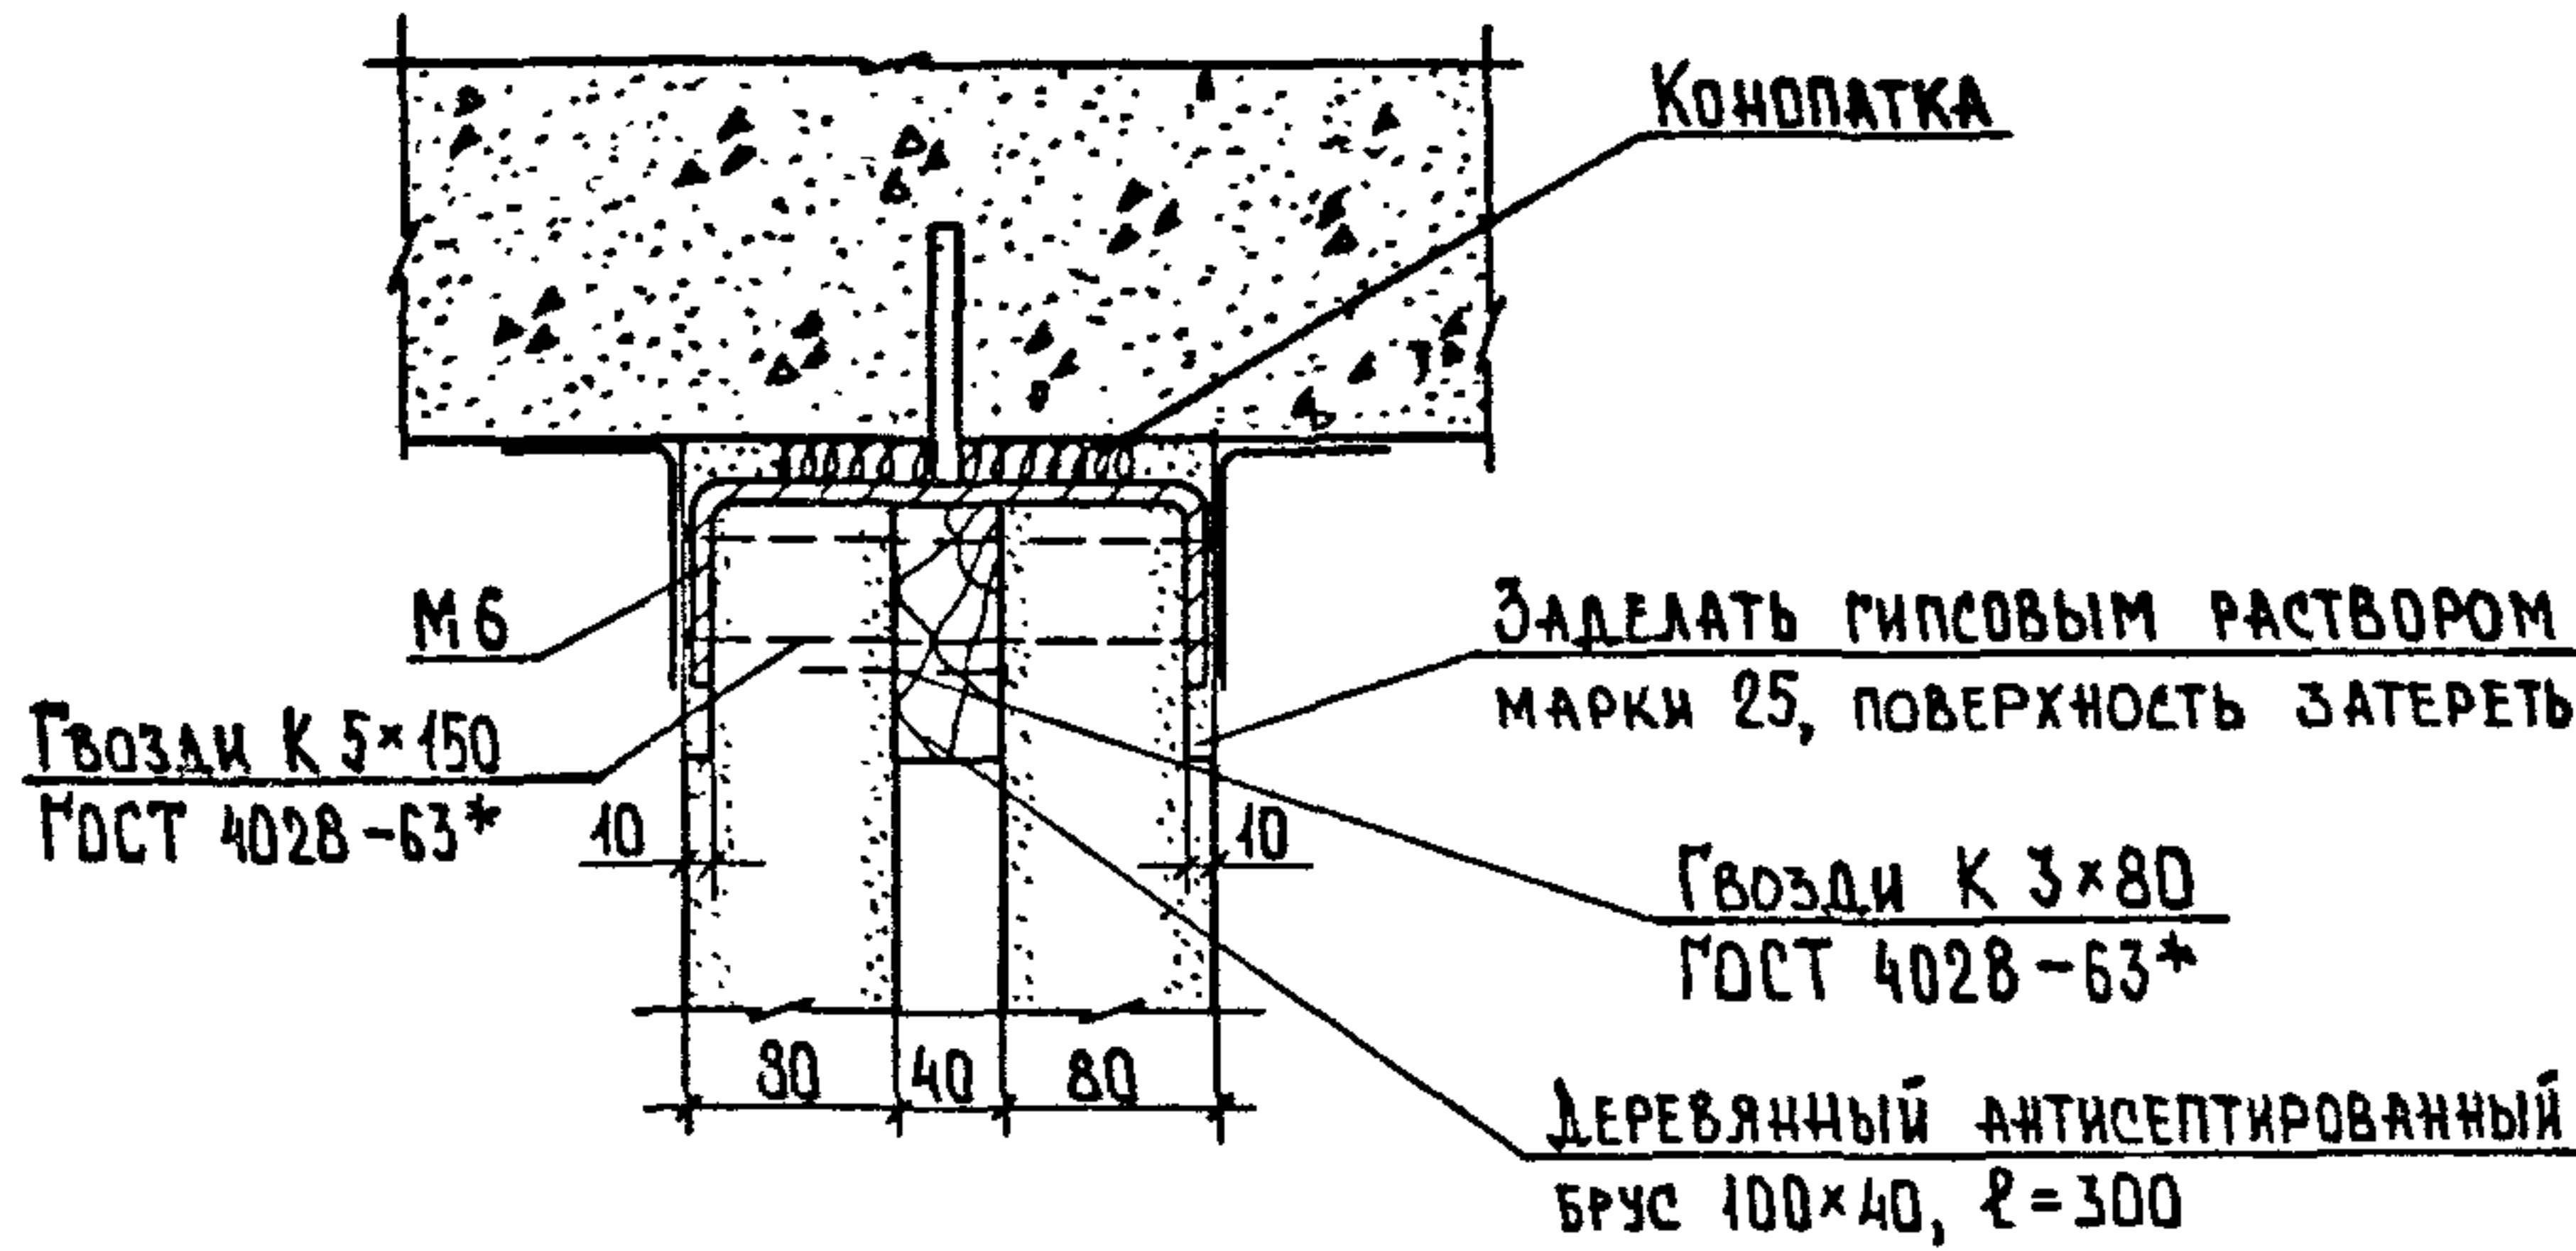 Конопатка
М6
Гвозди К 5×150
ГОСТ 4028-63*
Заделать гипсовым раствором
марки 25, поверхность затереть
10
10
Гвозди К 3×80
ГОСТ 4028-63*
80
40
80
Деревянный антисептированный
брус 100×40, ℓ=300